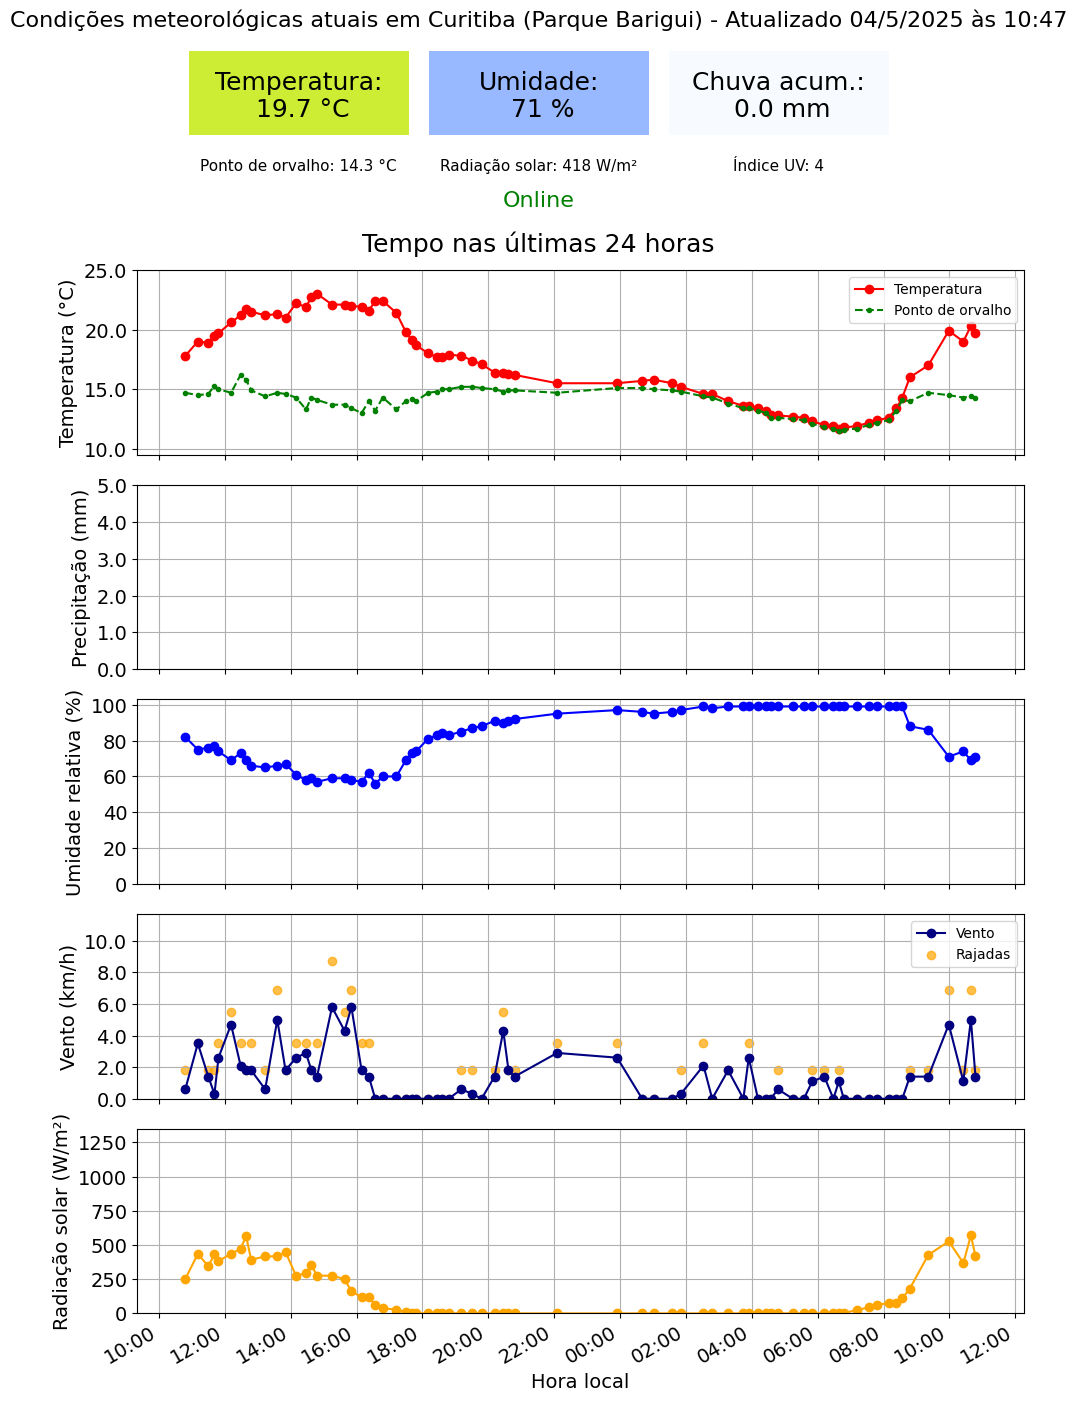 Condições meteorológicas atuais em Curitiba (Parque Barigui) - Atualizado 04/5/2025 às 10:47
Temperatura:
19.7 °C
Umidade:
71 %
Chuva acum.:
0.0 mm
Ponto de orvalho: 14.3 °C
Radiação solar: 418 W/m²
Índice UV: 4
Online
Tempo nas últimas 24 horas
Temperatura (°C)
25.0
20.0
15.0
10.0
Temperatura
Ponto de orvalho
Precipitação (mm)
5.0
4.0
3.0
2.0
1.0
0.0
Umidade relativa (%)
100
80
60
40
20
0
Vento (km/h)
10.0
8.0
6.0
4.0
2.0
0.0
Vento
Rajadas
Radiação solar (W/m²)
1250
1000
750
500
250
0
10:00
12:00
14:00
16:00
18:00
20:00
22:00
00:00
02:00
04:00
06:00
08:00
10:00
12:00
Hora local